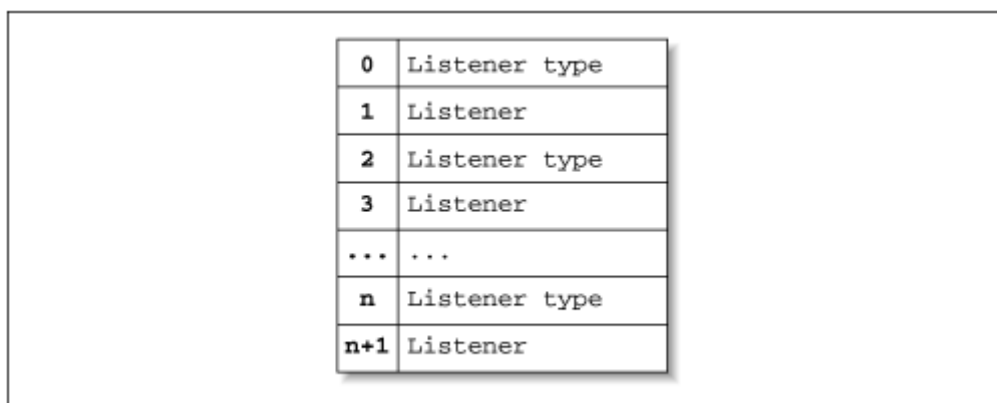 0 Listener type
1 Listener
2 Listener type
3 Listener
... ...
n Listener type
n+1 Listener